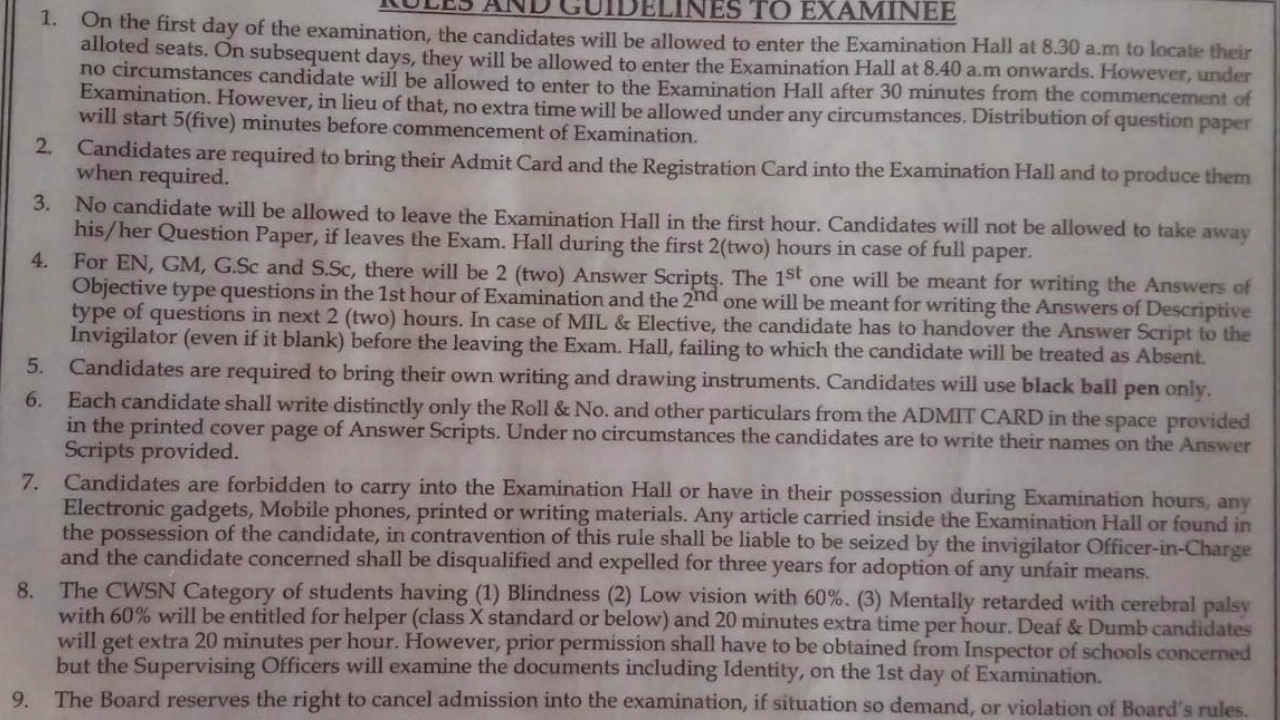 RULES AND GUIDELINES TO EXAMINEE
1. On the first day of the examination, the candidates will be allowed to enter the Examination Hall at 8.30 a.m to locate their
alloted seats. On subsequent days, they will be allowed to enter the Examination Hall at 8.40 a.m onwards. However, under
no circumstances candidate will be allowed to enter to the Examination Hall after 30 minutes from the commencement of
Examination. However, in lieu of that, no extra time will be allowed under any circumstances. Distribution of question paper
will start 5(five) minutes before commencement of Examination.
2. Candidates are required to bring their Admit Card and the Registration Card into the Examination Hall and to produce them
when required.
3. No candidate will be allowed to leave the Examination Hall in the first hour. Candidates will not be allowed to take away
his/her Question Paper, if leaves the Exam. Hall during the first 2(two) hours in case of full paper.
4. For EN, GM, G.Sc and S.Sc, there will be 2 (two) Answer Scripts. The 1st one will be meant for writing the Answers of
Objective type questions in the 1st hour of Examination and the 2nd one will be meant for writing the Answers of Descriptive
type of questions in next 2 (two) hours. In case of MIL & Elective, the candidate has to handover the Answer Script to the
Invigilator (even if it blank) before the leaving the Exam. Hall, failing to which the candidate will be treated as Absent.
5. Candidates are required to bring their own writing and drawing instruments. Candidates will use black ball pen only.
6. Each candidate shall write distinctly only the Roll & No. and other particulars from the ADMIT CARD in the space provided
in the printed cover page of Answer Scripts. Under no circumstances the candidates are to write their names on the Answer
Scripts provided.
7. Candidates are forbidden to carry into the Examination Hall or have in their possession during Examination hours, any
Electronic gadgets, Mobile phones, printed or writing materials. Any article carried inside the Examination Hall or found in
the possession of the candidate, in contravention of this rule shall be liable to be seized by the invigilator Officer-in-Charge
and the candidate concerned shall be disqualified and expelled for three years for adoption of any unfair means.
8. The CWSN Category of students having (1) Blindness (2) Low vision with 60%. (3) Mentally retarded with cerebral palsy
with 60% will be entitled for helper (class X standard or below) and 20 minutes extra time per hour. Deaf & Dumb candidates
will get extra 20 minutes per hour. However, prior permission shall have to be obtained from Inspector of schools concerned
but the Supervising Officers will examine the documents including Identity, on the 1st day of Examination.
9. The Board reserves the right to cancel admission into the examination, if situation so demand, or violation of Board's rules.